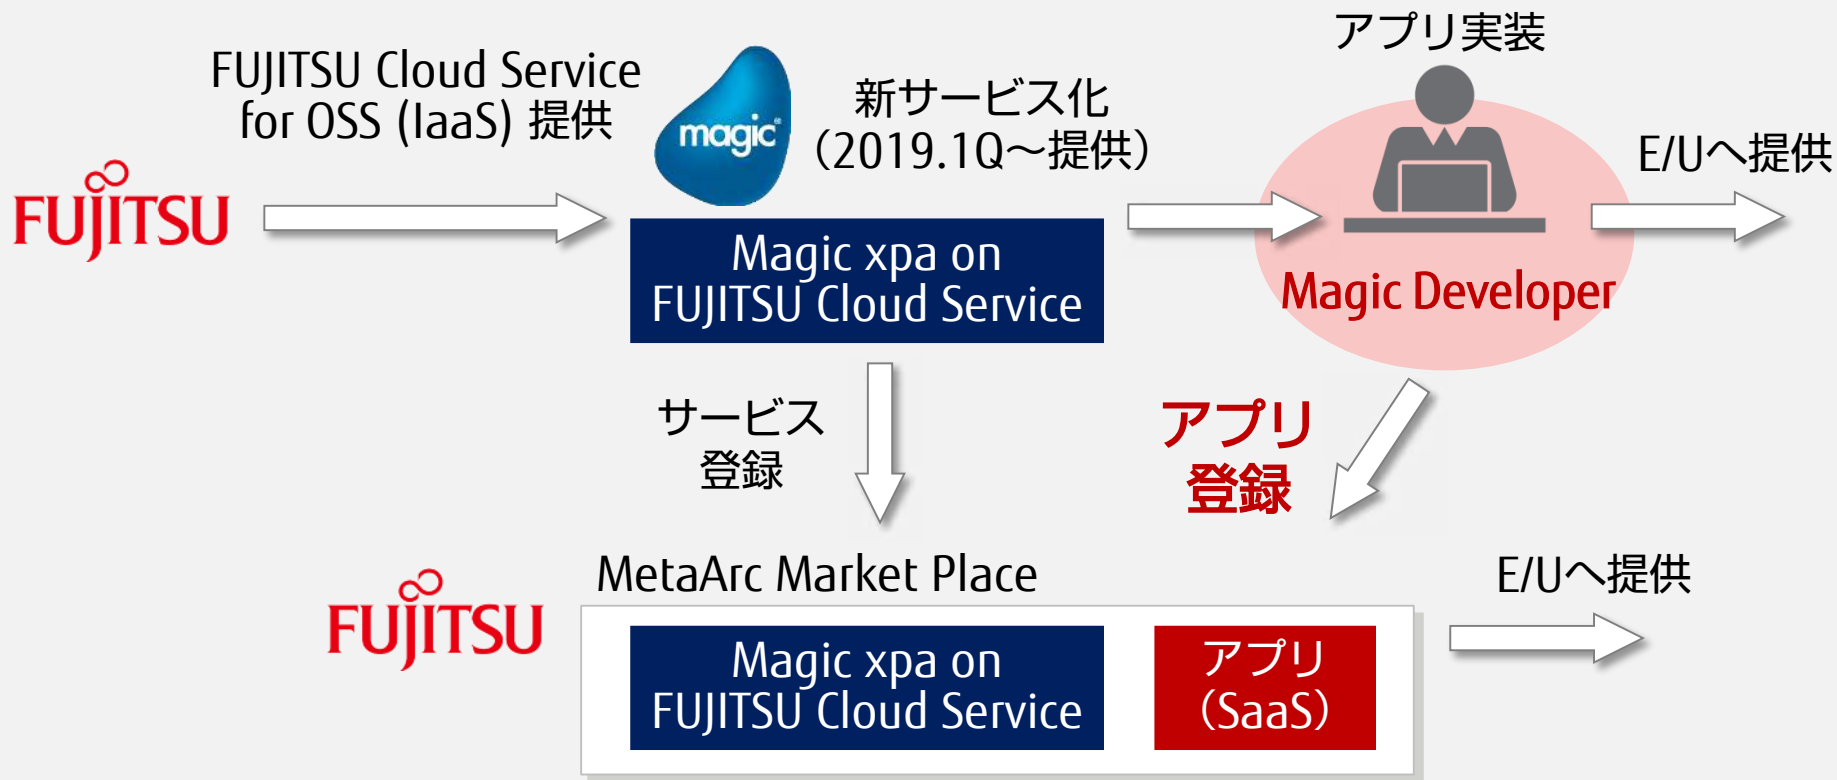 アプリ実装
FUJITSU Cloud Service
for OSS (IaaS) 提供
magic
新サービス化
（2019.1Q～提供）
E/Uへ提供
FUJITSU
Magic xpa on
FUJITSU Cloud Service
Magic Developer
サービス
登録
アプリ
登録
MetaArc Market Place
E/Uへ提供
FUJITSU
Magic xpa on
FUJITSU Cloud Service
アプリ
（SaaS）